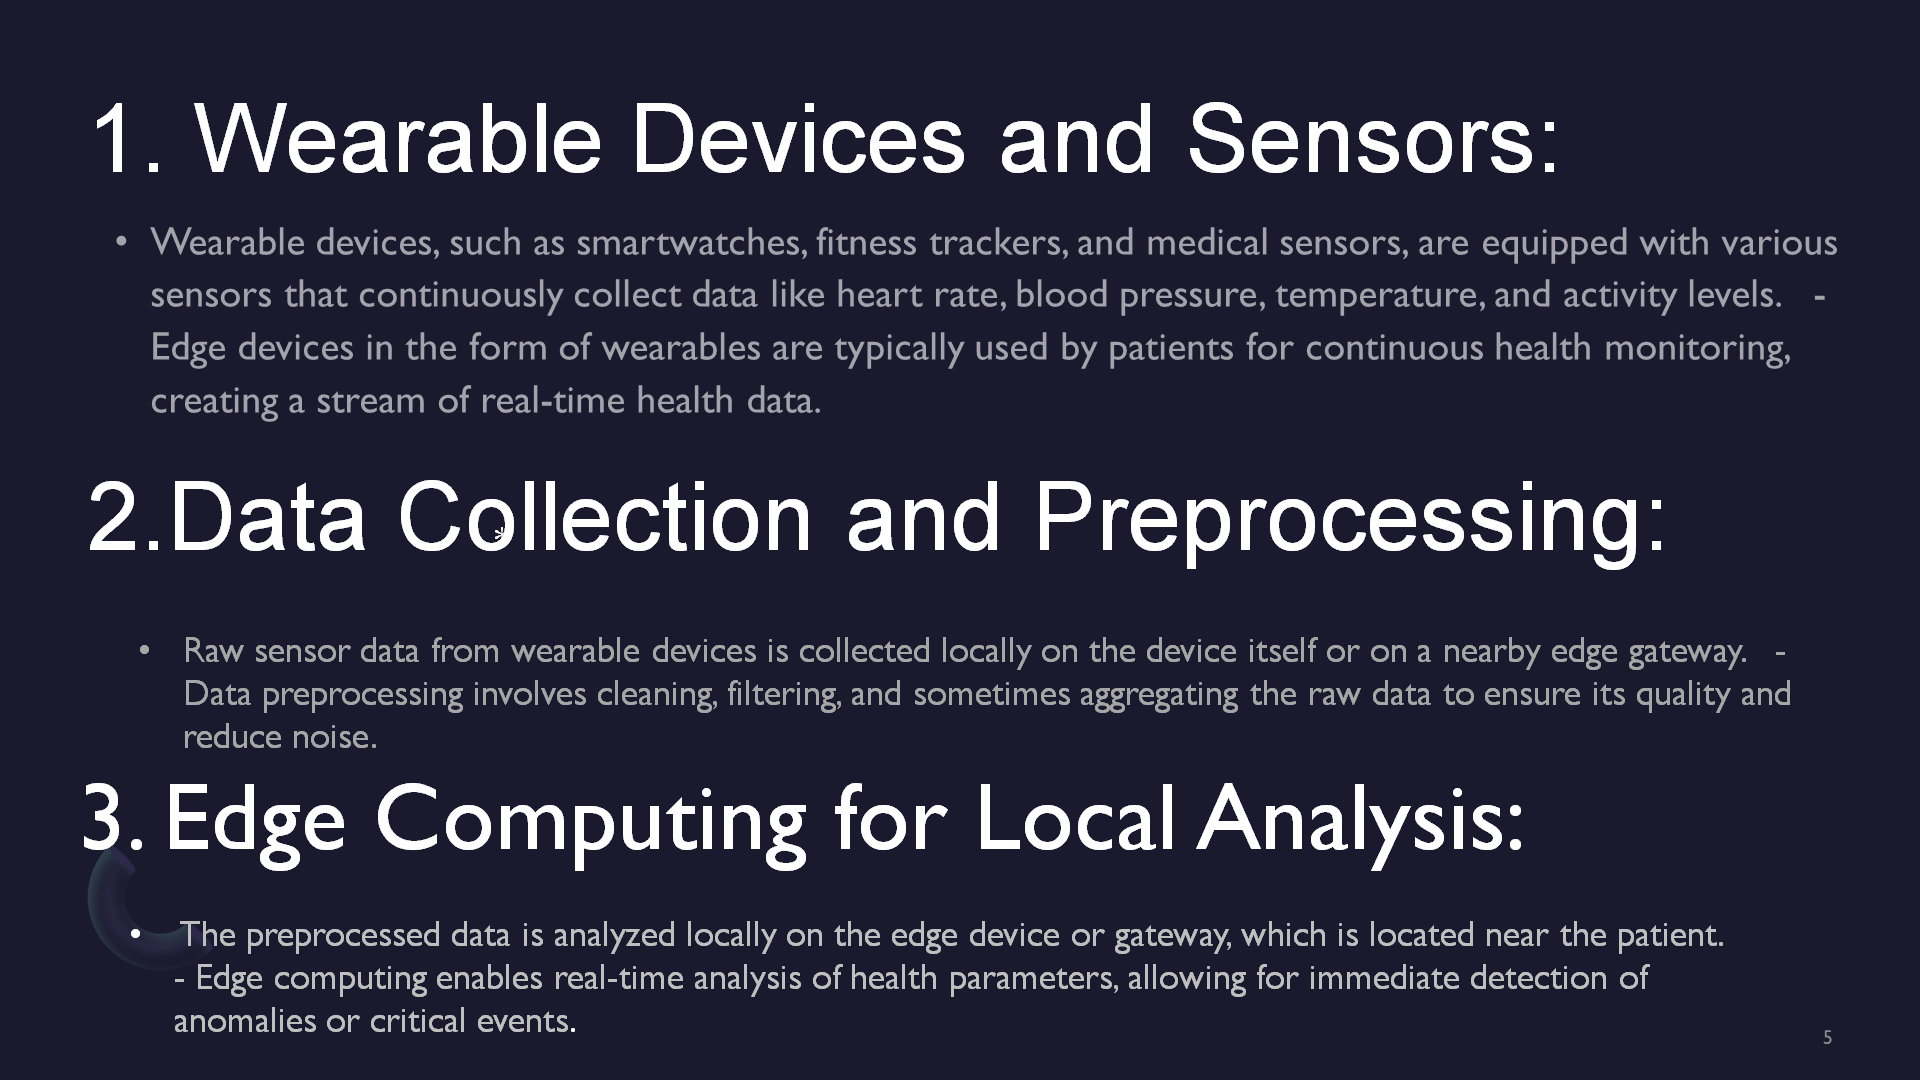 1. Wearable Devices and Sensors:
• Wearable devices, such as smartwatches, fitness trackers, and medical sensors, are equipped with various
sensors that continuously collect data like heart rate, blood pressure, temperature, and activity levels. -
Edge devices in the form of wearables are typically used by patients for continuous health monitoring,
creating a stream of real-time health data.
2.Data Collection and Preprocessing:
*
• Raw sensor data from wearable devices is collected locally on the device itself or on a nearby edge gateway. -
Data preprocessing involves cleaning, filtering, and sometimes aggregating the raw data to ensure its quality and
reduce noise.
3. Edge Computing for Local Analysis:
• The preprocessed data is analyzed locally on the edge device or gateway, which is located near the patient.
- Edge computing enables real-time analysis of health parameters, allowing for immediate detection of
anomalies or critical events.
5